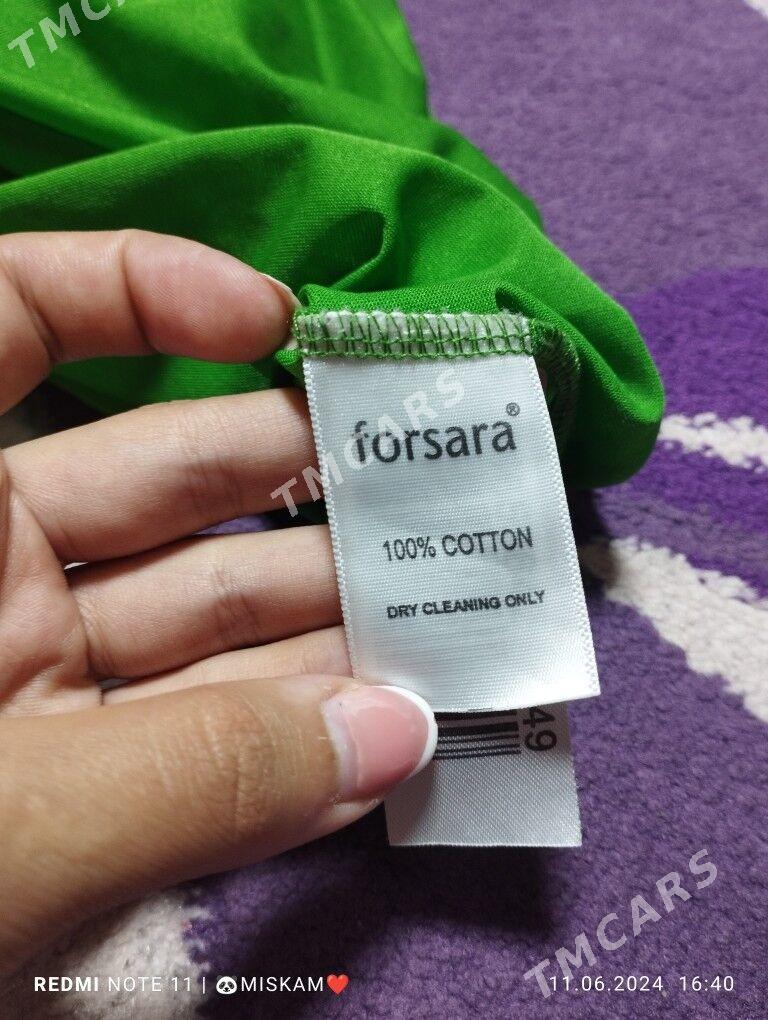 TMCARS
forsara®
TMCARS
100% COTTON
DRY CLEANING ONLY
49
TMCARS
REDMI NOTE 11 | 🐼MISKAM❤️
11.06.2024 16:40